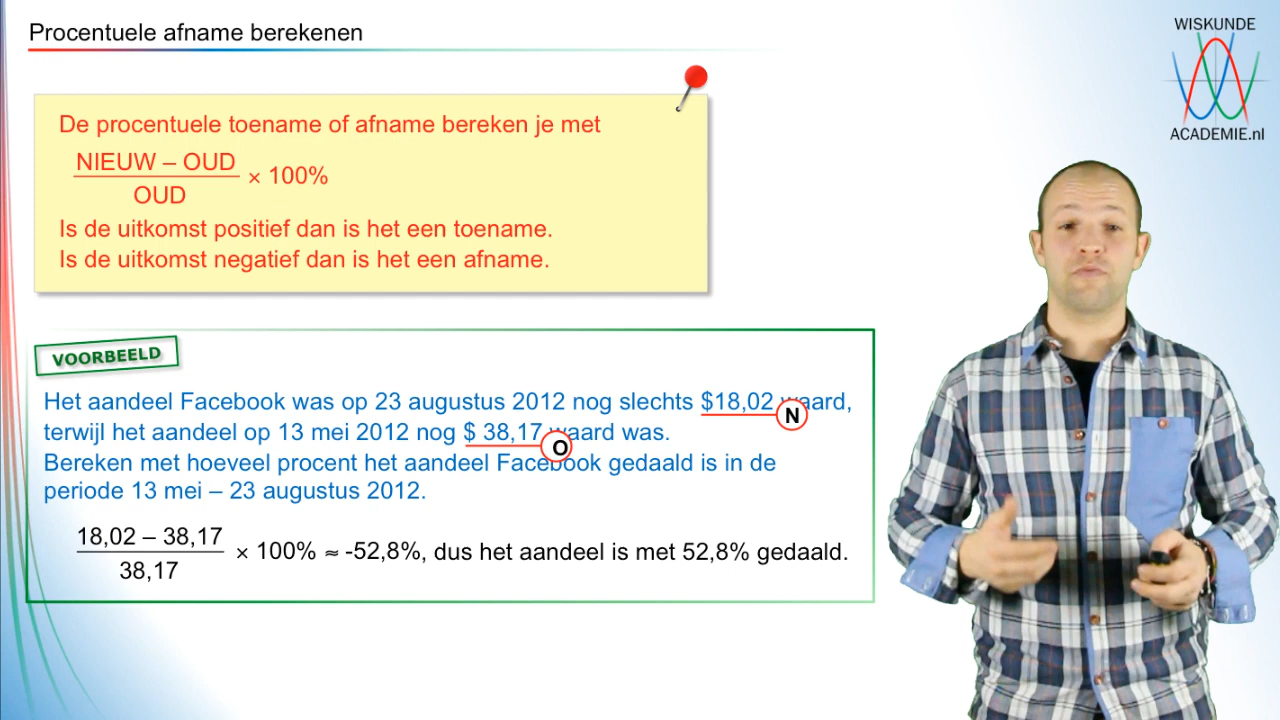 Procentuele afname berekenen
WISKUNDE
ACADEMIE.nl
De procentuele toename of afname bereken je met
NIEUW – OUD
OUD
× 100%
Is de uitkomst positief dan is het een toename.
Is de uitkomst negatief dan is het een afname.
VOORBEELD
Het aandeel Facebook was op 23 augustus 2012 nog slechts $18,02 waard,
N
terwijl het aandeel op 13 mei 2012 nog $ 38,17 waard was.
O
Bereken met hoeveel procent het aandeel Facebook gedaald is in de
periode 13 mei – 23 augustus 2012.
18,02 – 38,17
38,17
× 100% ≈ -52,8%, dus het aandeel is met 52,8% gedaald.